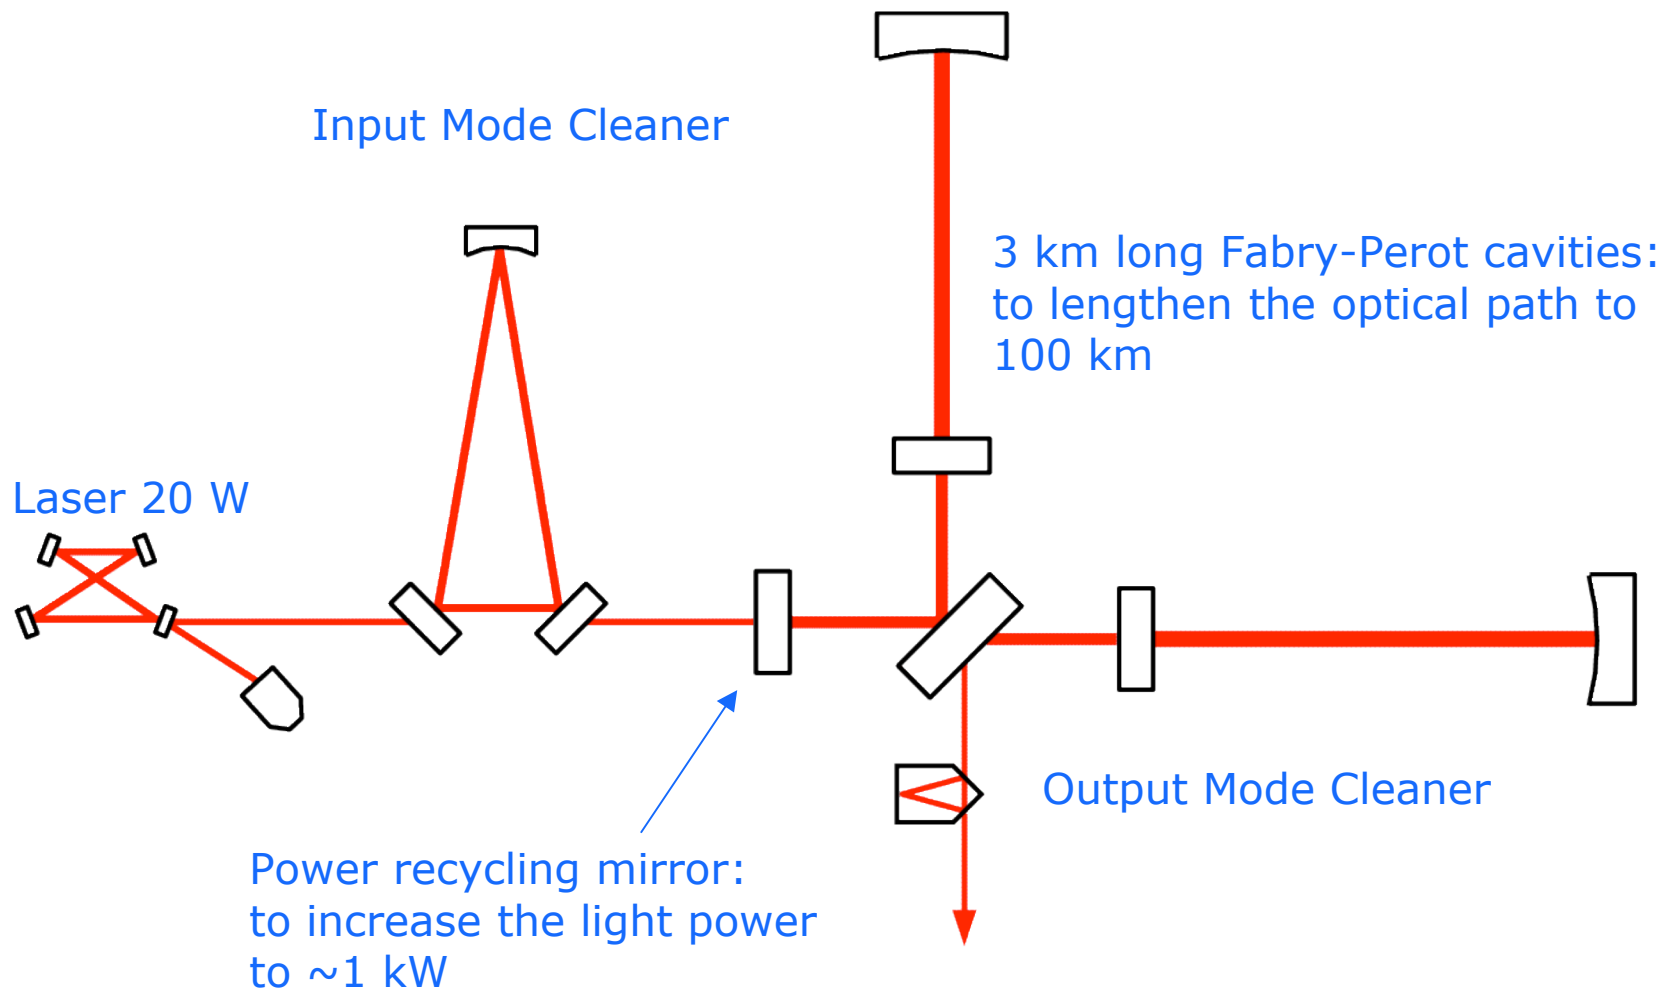 Input Mode Cleaner
3 km long Fabry-Perot cavities:
to lengthen the optical path to
100 km
Laser 20 W
Output Mode Cleaner
Power recycling mirror:
to increase the light power
to ~1 kW